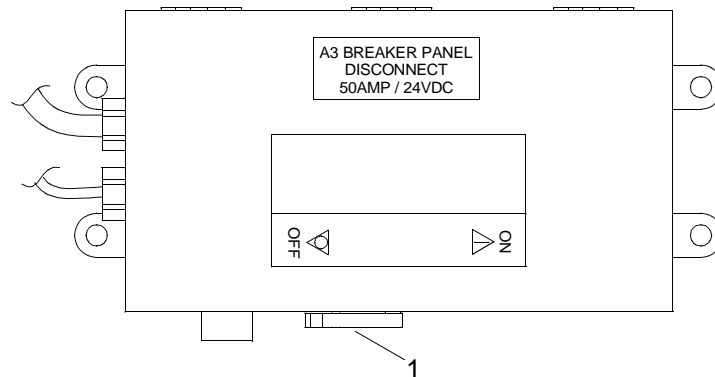 A3 BREAKER PANEL
DISCONNECT
50AMP / 24VDC
OFF
ON
1